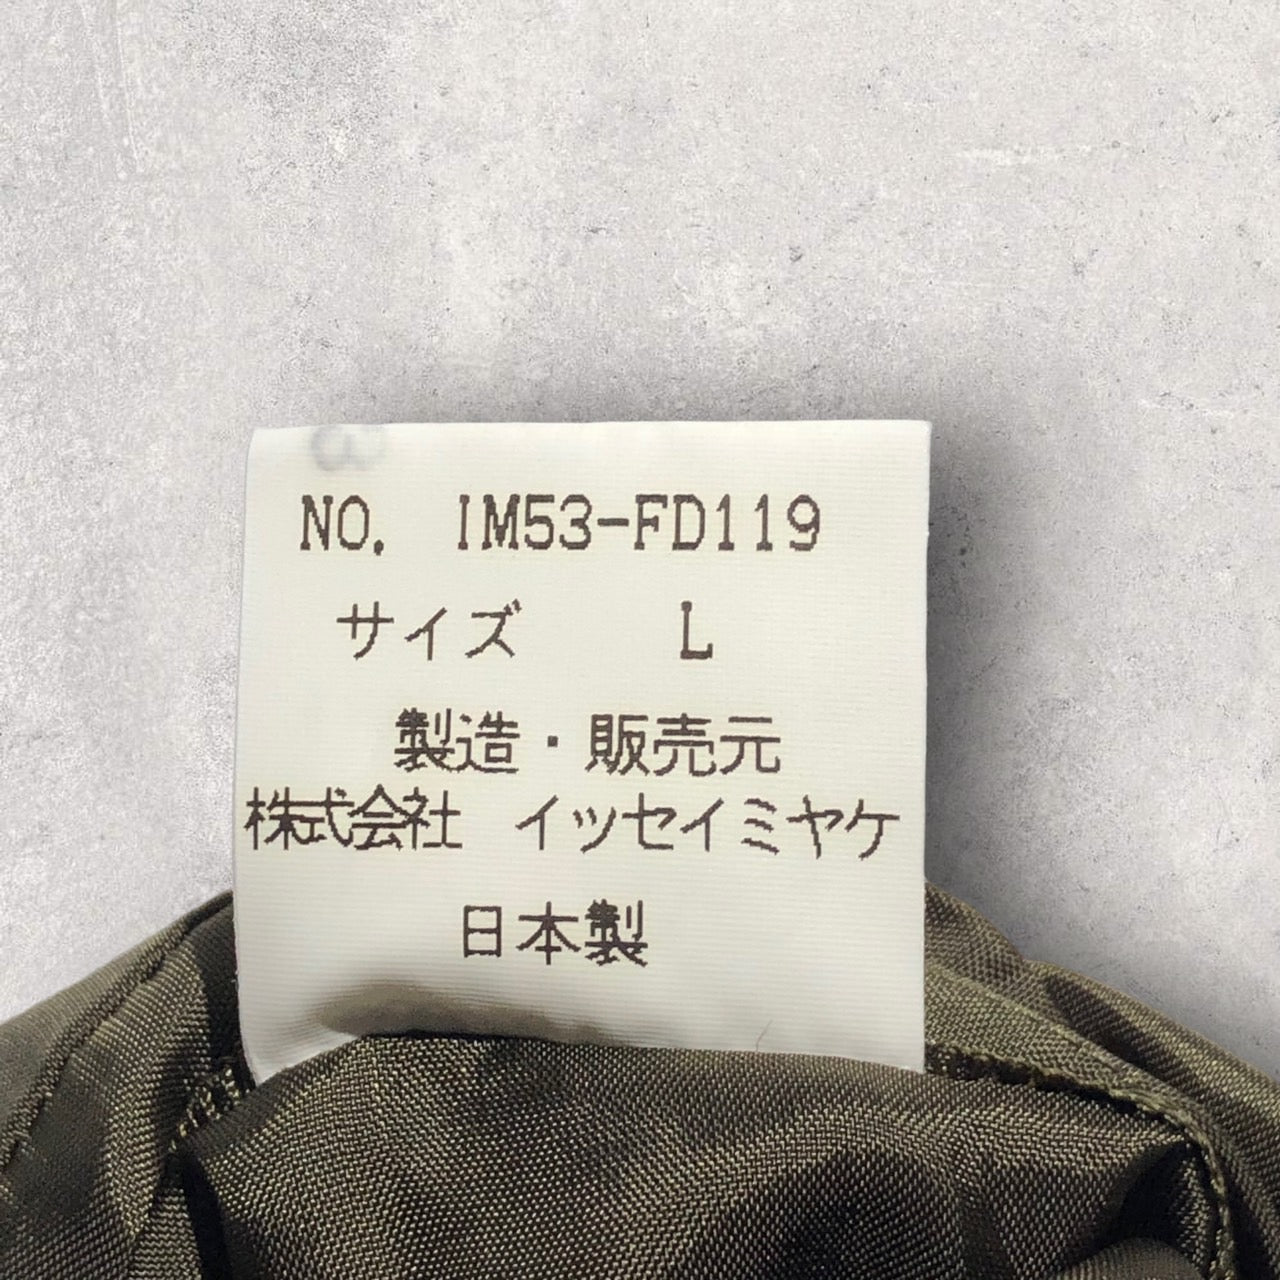 NO. IM53-FD119
サイズ L
製造・販売元
株式会社 イッセイミヤケ
日本製